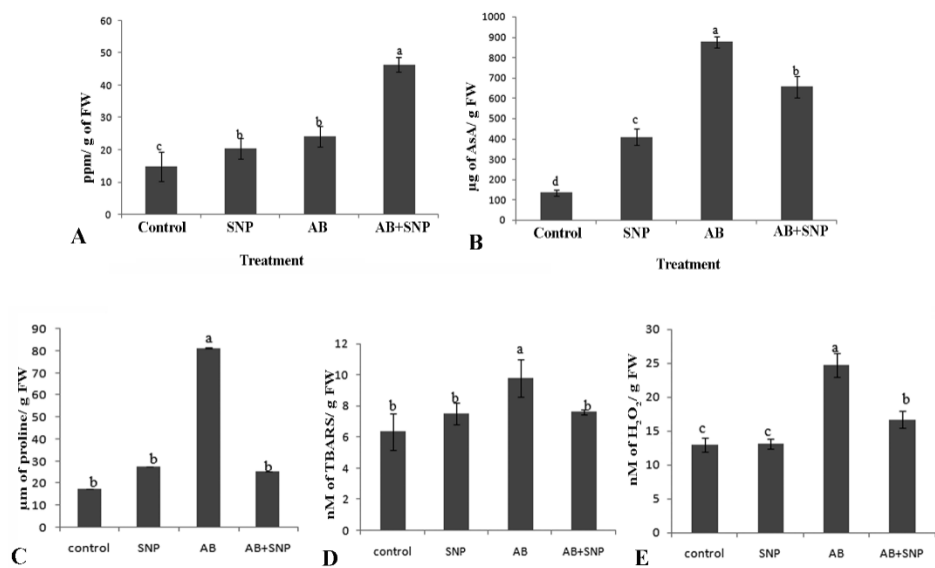 60
50
40
30
20
10
0
ppm/ g of FW
c
b
b
a
Control SNP AB AB+SNP
Treatment
A
1000
900
800
700
600
500
400
300
200
100
0
µg of AsA/ g FW
d
c
a
b
Control SNP AB AB+SNP
Treatment
B
90
80
70
60
50
40
30
20
10
0
µm of proline/ g FW
b
b
a
b
control SNP AB AB+SNP
C
12
10
8
6
4
2
0
nM of TBARS/ g FW
b
b
a
b
control SNP AB AB+SNP
D
30
25
20
15
10
5
0
nM of H₂O₂/ g FW
c
c
a
b
control SNP AB AB+SNP
E